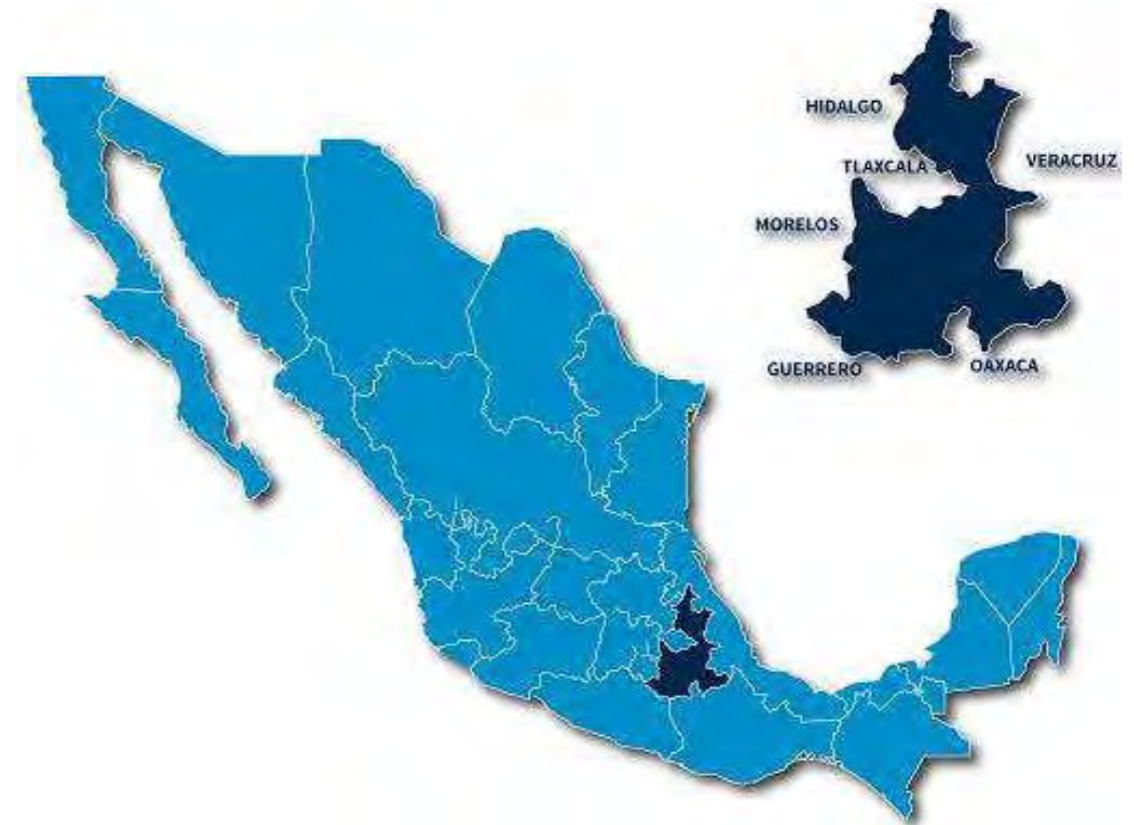 HIDALGO
TLAXCALA
VERACRUZ
MORELOS
GUERRERO
OAXACA